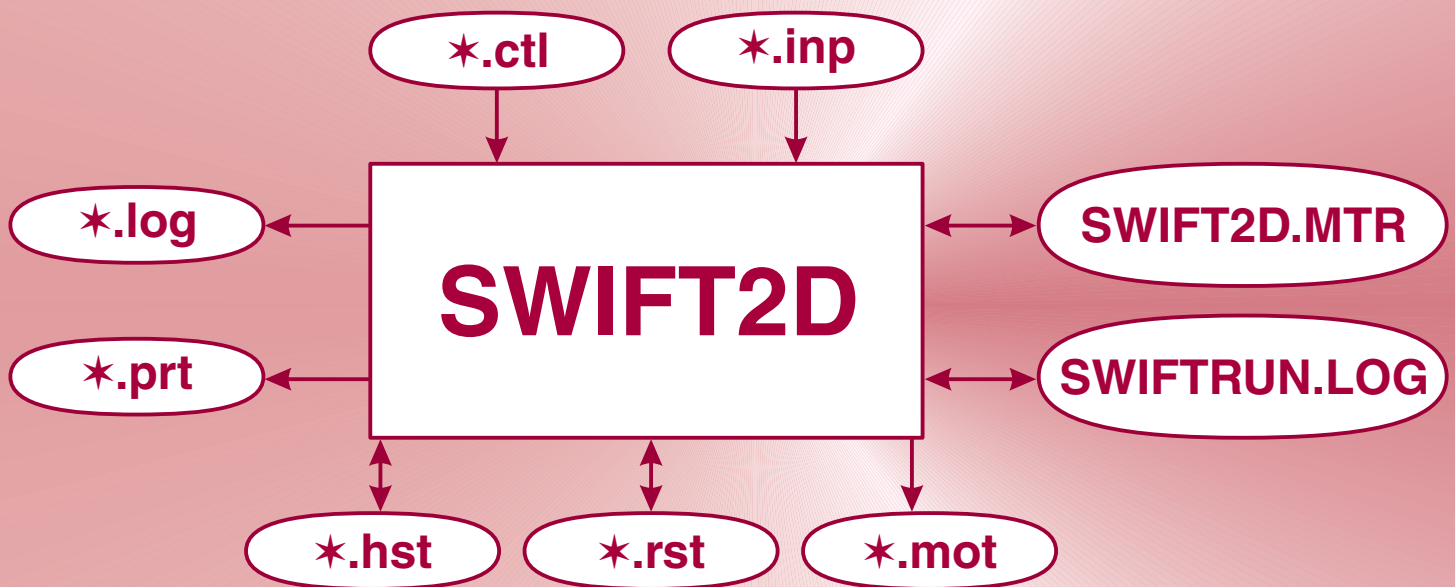 ✶.ctl
✶.inp
✶.log
SWIFT2D
SWIFT2D.MTR
✶.prt
SWIFTRUN.LOG
✶.hst
✶.rst
✶.mot